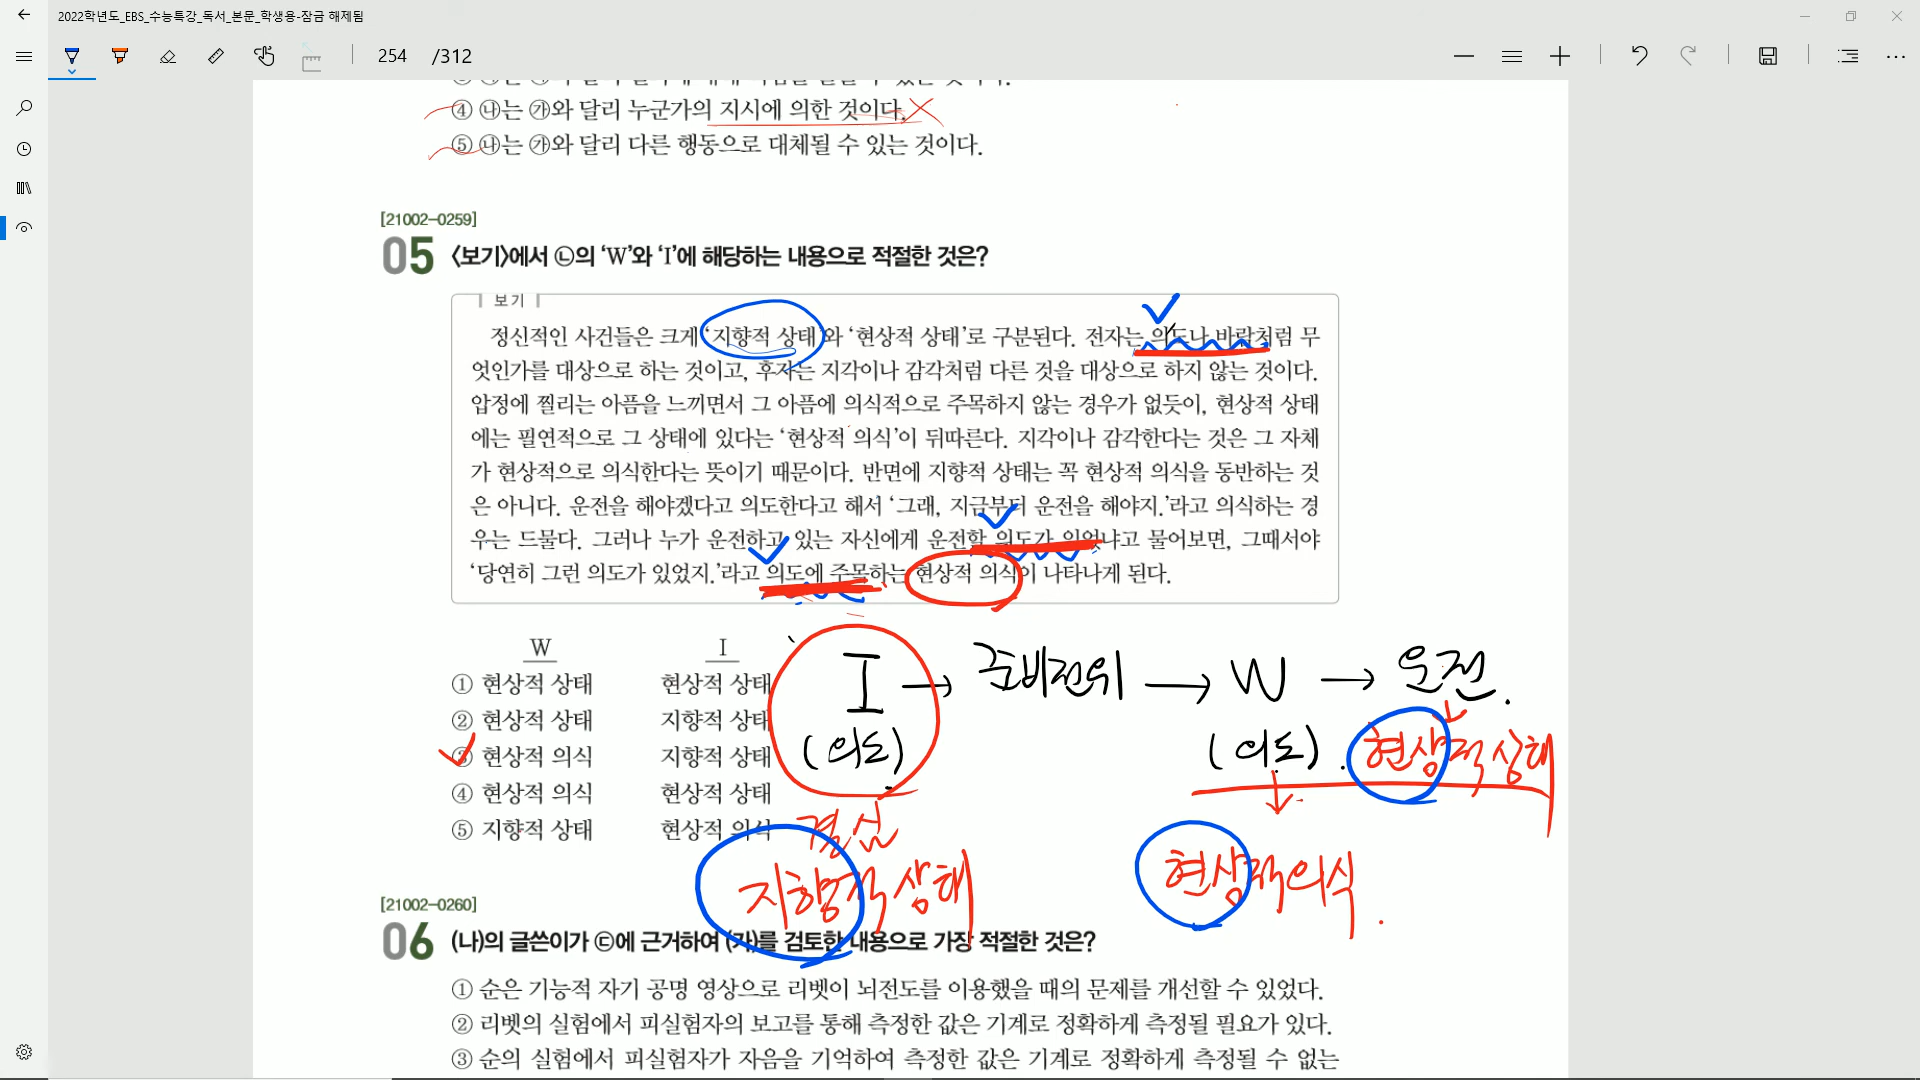 2022학년도_EBS_수능특강_독서_본문_학생용-잠금 해제됨
254 /312
④ ㉯는 ㉮와 달리 누군가의 지시에 의한 것이다.
⑤ ㉯는 ㉮와 달리 다른 행동으로 대체될 수 있는 것이다.
[21002-0259]
05 <보기>에서 ㉡의 ‘W’와 ‘I’에 해당하는 내용으로 적절한 것은?
보기
정신적인 사건들은 크게 ‘지향적 상태’와 ‘현상적 상태’로 구분된다. 전자는 의도나 바람처럼 무
엇인가를 대상으로 하는 것이고, 후자는 지각이나 감각처럼 다른 것을 대상으로 하지 않는 것이다.
압정에 찔리는 아픔을 느끼면서 그 아픔에 의식적으로 주목하지 않는 경우가 없듯이, 현상적 상태
에는 필연적으로 그 상태에 있다는 ‘현상적 의식’이 뒤따른다. 지각이나 감각한다는 것은 그 자체
가 현상적으로 의식한다는 뜻이기 때문이다. 반면에 지향적 상태는 꼭 현상적 의식을 동반하는 것
은 아니다. 운전을 해야겠다고 의도한다고 해서 ‘그래, 지금부터 운전을 해야지.’라고 의식하는 경
우는 드물다. 그러나 누가 운전하고 있는 자신에게 운전할 의도가 있었냐고 물어보면, 그때서야
‘당연히 그런 의도가 있었지.’라고 의도에 주목하는 현상적 의식이 나타나게 된다.
W I
① 현상적 상태 현상적 상태
② 현상적 상태 지향적 상태
③ 현상적 의식 지향적 상태
④ 현상적 의식 현상적 상태
⑤ 지향적 상태 현상적 의식
I → 준비전위 → W → 운전.
(의도) (의도). 현상적 상태
결심
지향적 상태 현상적 의식.
[21002-0260]
06 (나)의 글쓴이가 ㉢에 근거하여 (가)를 검토한 내용으로 가장 적절한 것은?
① 순은 기능적 자기 공명 영상으로 리벳이 뇌전도를 이용했을 때의 문제를 개선할 수 있었다.
② 리벳의 실험에서 피실험자의 보고를 통해 측정한 값은 기계로 정확하게 측정될 필요가 있다.
③ 순의 실험에서 피실험자가 자음을 기억하여 측정한 값은 기계로 정확하게 측정될 수 없는